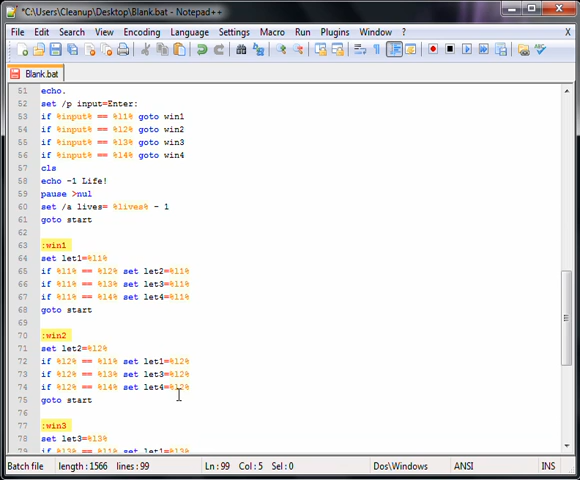 *C:\Users\Cleanup\Desktop\Blank.bat - Notepad++
File Edit Search View Encoding Language Settings Macro Run Plugins Window ? X
Blank.bat
51 echo.
52 set /p input=Enter:
53 if %input% == %l1% goto win1
54 if %input% == %l2% goto win2
55 if %input% == %l3% goto win3
56 if %input% == %l4% goto win4
57 cls
58 echo -1 Life!
59 pause >nul
60 set /a lives= %lives% - 1
61 goto start
62
63 :win1
64 set let1=%l1%
65 if %l1% == %l2% set let2=%l1%
66 if %l1% == %l3% set let3=%l1%
67 if %l1% == %l4% set let4=%l1%
68 goto start
69
70 :win2
71 set let2=%l2%
72 if %l2% == %l1% set let1=%l2%
73 if %l2% == %l3% set let3=%l2%
74 if %l2% == %l4% set let4=%l2%
75 goto start
76
77 :win3
78 set let3=%l3%
79 if %l3% == %l1% set let1=%l3%
Batch file length : 1566 lines : 99 Ln : 99 Col : 5 Sel : 0 Dos\Windows ANSI INS